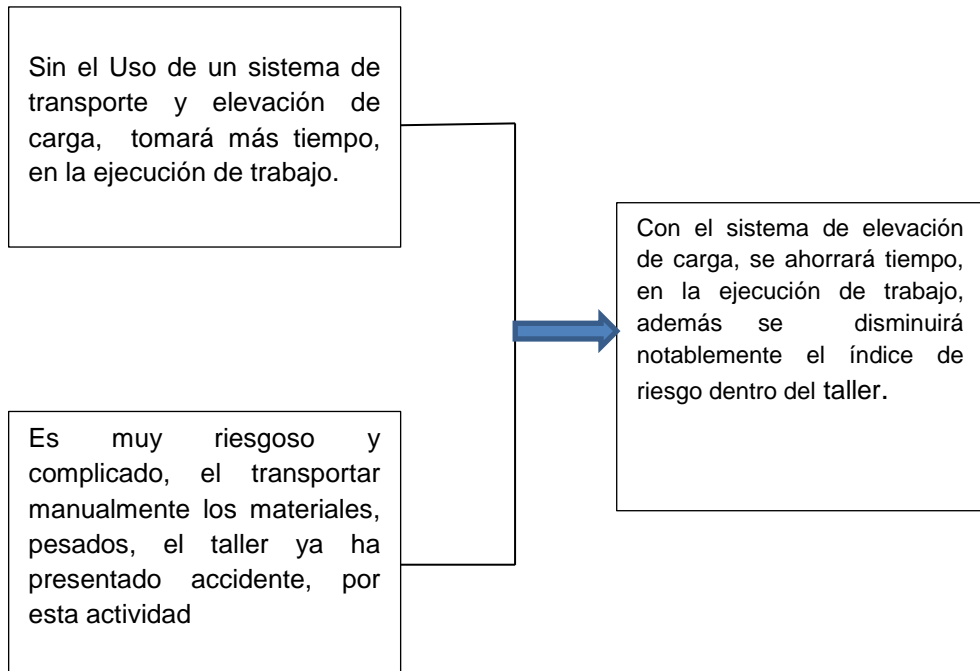 Sin el Uso de un sistema de
transporte y elevación de
carga, tomará más tiempo,
en la ejecución de trabajo.
Es muy riesgoso y
complicado, el transportar
manualmente los materiales,
pesados, el taller ya ha
presentado accidente, por
esta actividad
Con el sistema de elevación
de carga, se ahorrará tiempo,
en la ejecución de trabajo,
además se disminuirá
notablemente el índice de
riesgo dentro del taller.